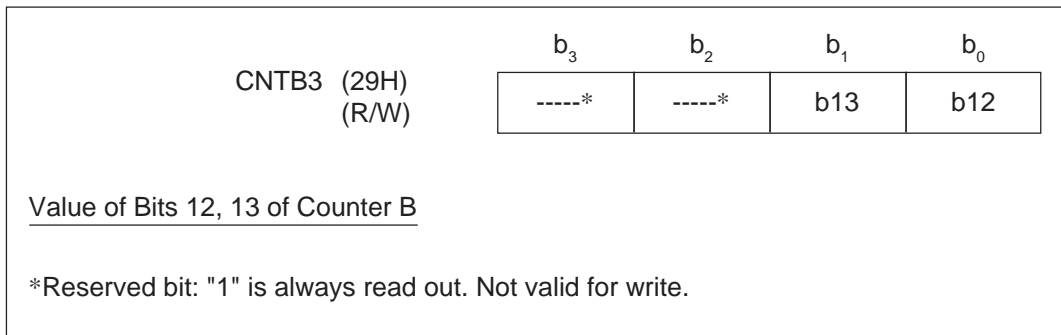 b3 b2 b1 b0
CNTB3 (29H) -----* -----* b13 b12
(R/W)
Value of Bits 12, 13 of Counter B
*Reserved bit: "1" is always read out. Not valid for write.